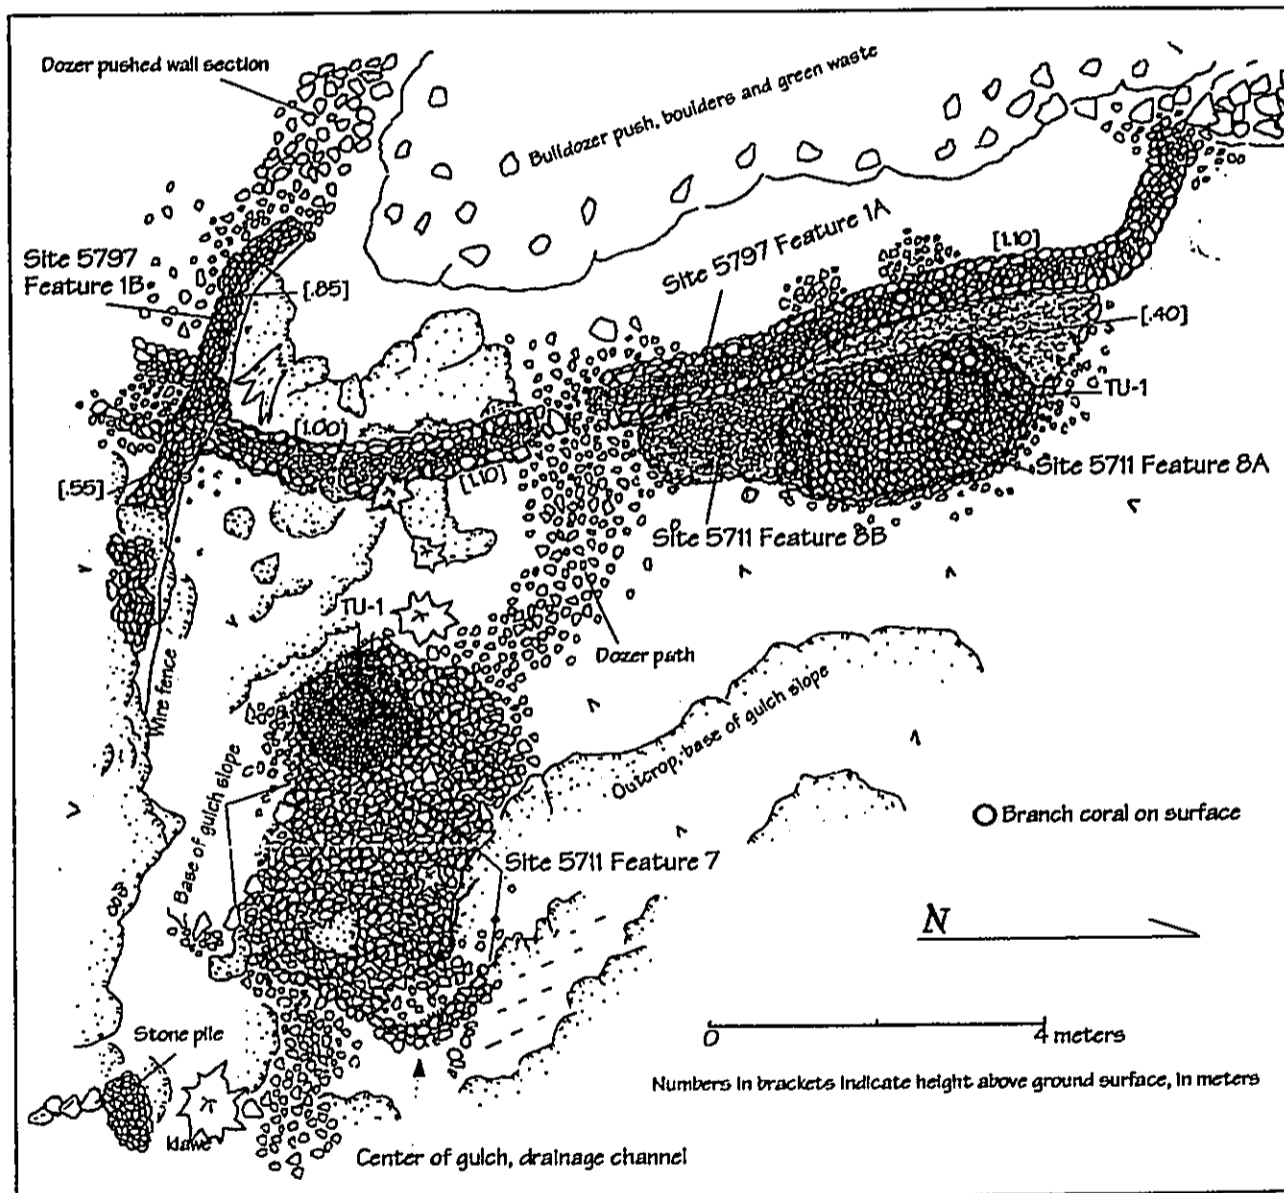 Dozer pushed wall section
Bulldozer push, boulders and green waste
Site 5797
Feature 1B
[.85]
Site 5797 Feature 1A
[1.10]
[.40]
TU-1
[1.00]
[1.10]
[.55]
Site 5711 Feature 8A
Site 5711 Feature 8B
TU-1
Dozer path
Wire fence
Outcrop, base of gulch slope
Base of gulch slope
Branch coral on surface
Site 5711 Feature 7
N
Stone pile
0 4 meters
Numbers in brackets indicate height above ground surface, in meters
kiawe
Center of gulch, drainage channel